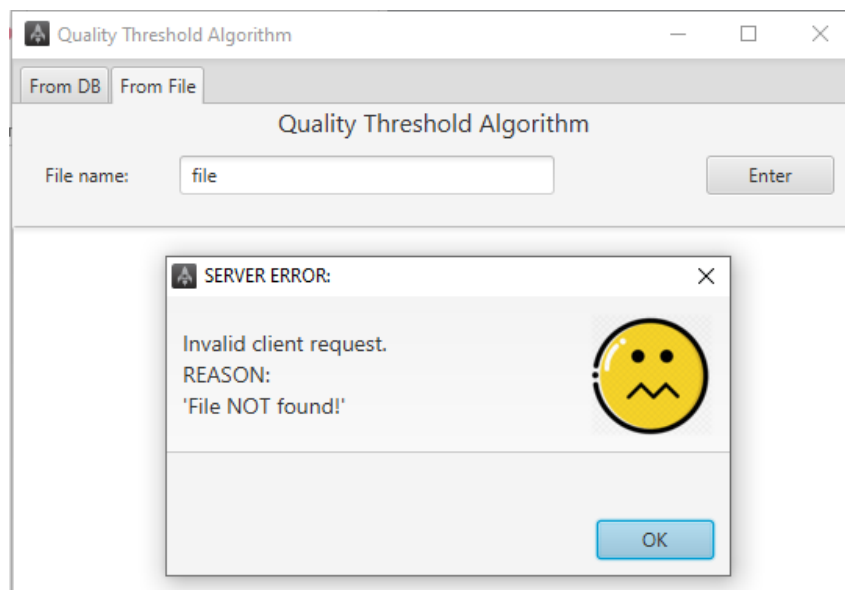 Quality Threshold Algorithm
From DB From File
Quality Threshold Algorithm
File name: file Enter
SERVER ERROR:
Invalid client request.
REASON:
'File NOT found!'
OK